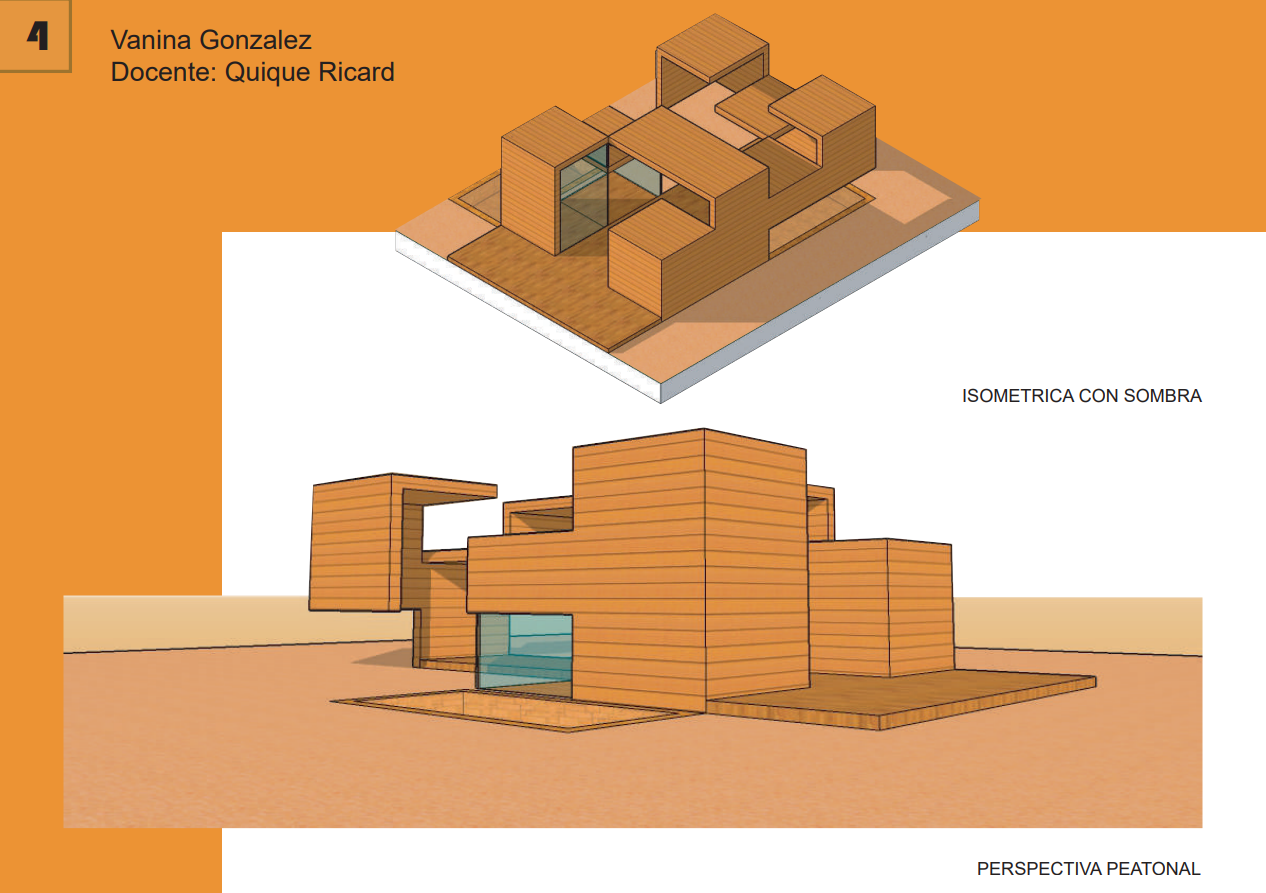 4
Vanina Gonzalez
Docente: Quique Ricard
ISOMETRICA CON SOMBRA
PERSPECTIVA PEATONAL